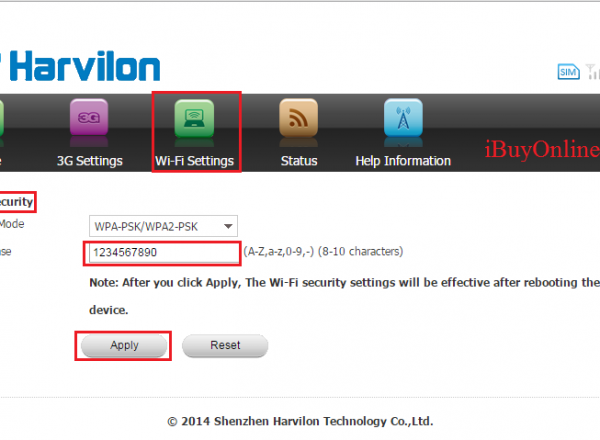 Harvilon
SIM
3G
3G Settings
Wi-Fi Settings
Status
Help Information
iBuyOnline
curity
Mode
WPA-PSK/WPA2-PSK
se
1234567890
(A-Z,a-z,0-9,-) (8-10 characters)
Note: After you click Apply, The Wi-Fi security settings will be effective after rebooting the
device.
Apply
Reset
© 2014 Shenzhen Harvilon Technology Co.,Ltd.